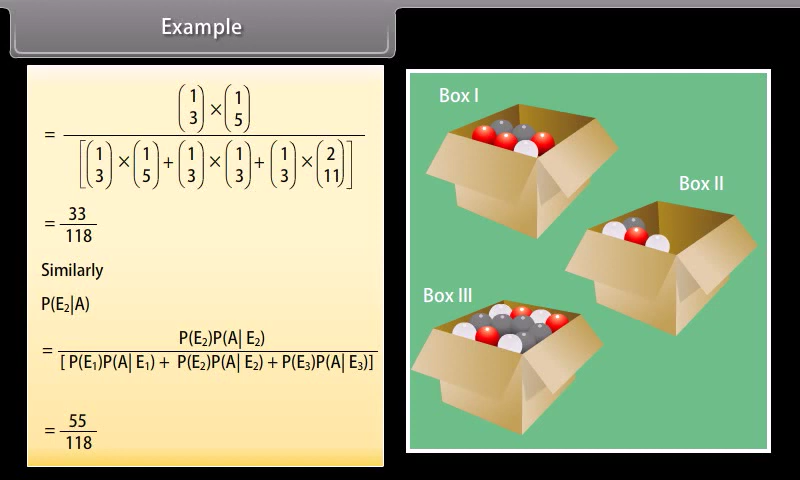 Example
= (1/3) × (1/5) / [(1/3) × (1/5) + (1/3) × (1/3) + (1/3) × (2/11)]
= 33/118
Similarly
P(E₂|A)
= P(E₂)P(A|E₂) / [P(E₁)P(A|E₁) + P(E₂)P(A|E₂) + P(E₃)P(A|E₃)]
= 55/118
Box I
Box II
Box III